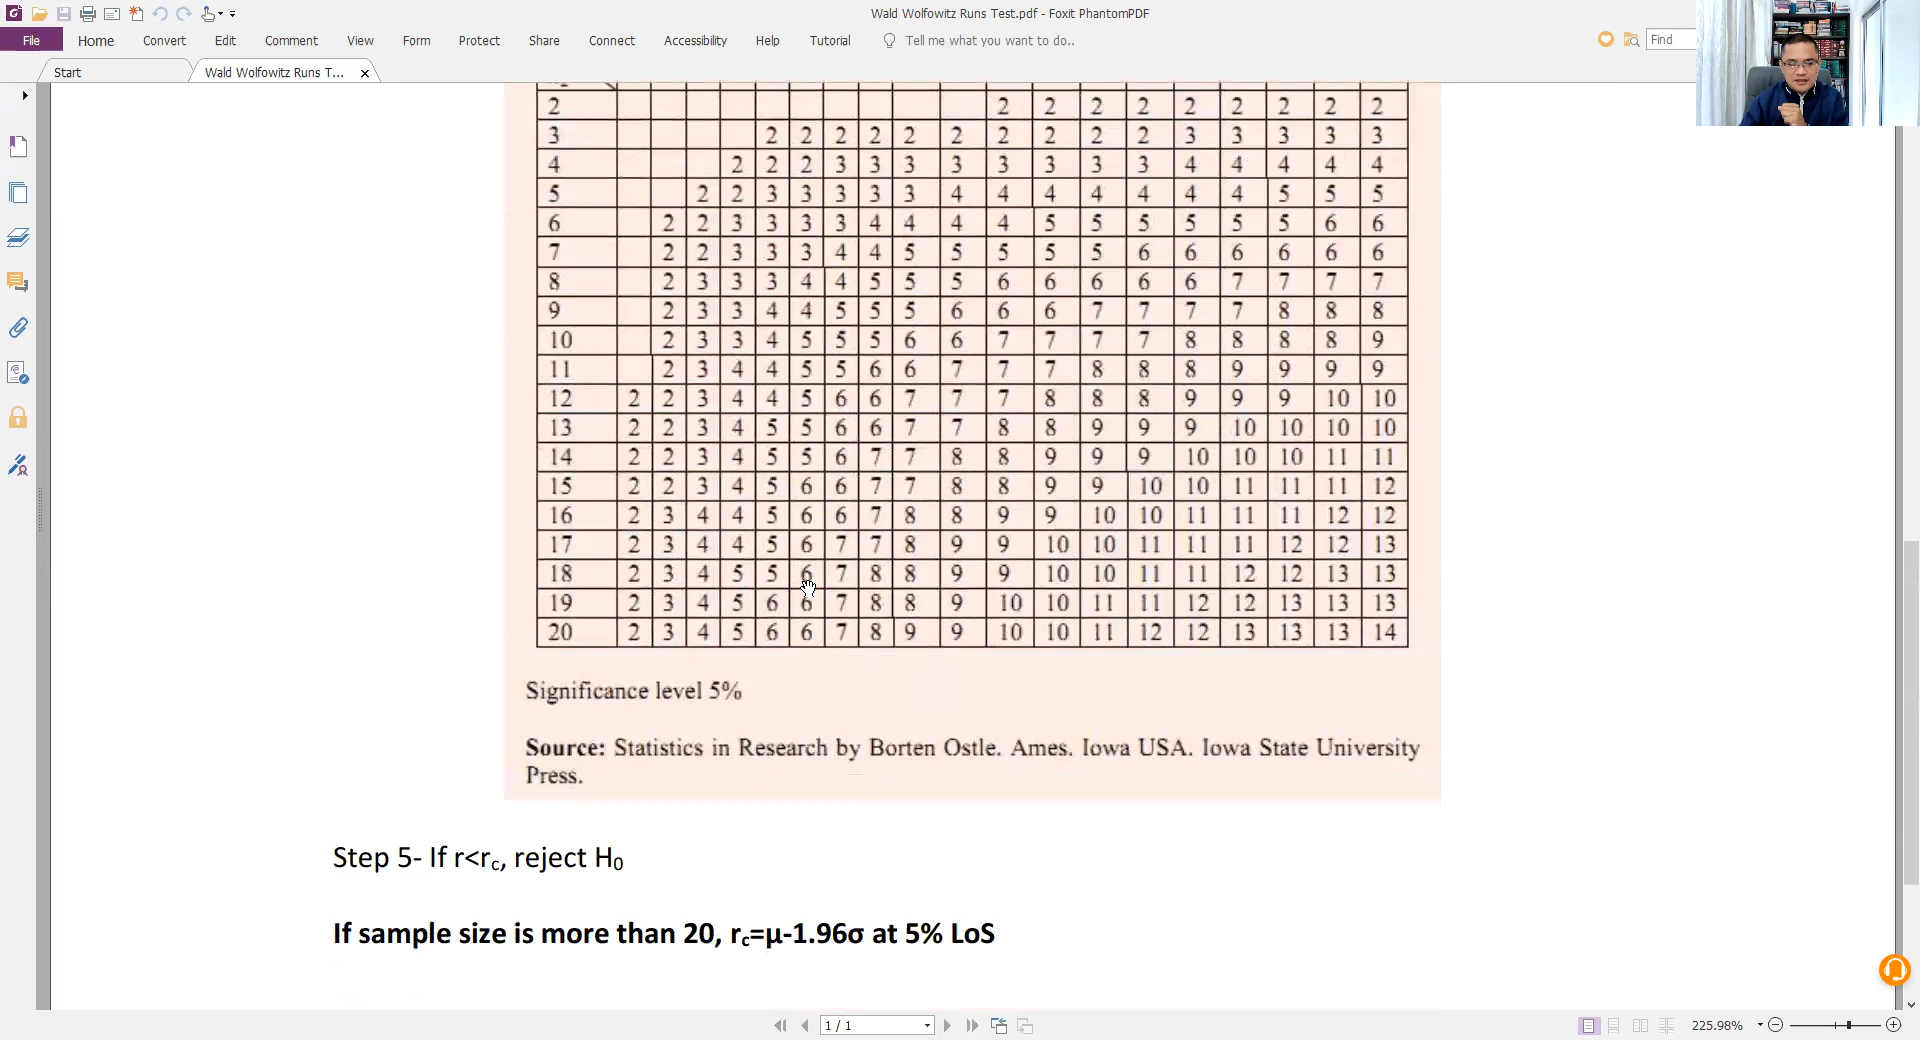 Wald Wolfowitz Runs Test.pdf - Foxit PhantomPDF
File Home Convert Edit Comment View Form Protect Share Connect Accessibility Help Tutorial Tell me what you want to do.. Find
Start Wald Wolfowitz Runs T...
2 2 2 2 2 2 2 2 2 2
3 2 2 2 2 2 2 2 2 2 2 3 3 3 3 3
4 2 2 2 3 3 3 3 3 3 3 4 4 4 4 4
5 2 2 3 3 3 3 3 4 4 4 4 4 4 4 5 5 5
6 2 2 3 3 3 3 4 4 4 4 5 5 5 5 5 5 6 6
7 2 2 3 3 3 4 4 5 5 5 5 5 6 6 6 6 6 6
8 2 3 3 3 4 4 5 5 5 6 6 6 6 6 7 7 7 7
9 2 3 3 4 4 5 5 5 6 6 6 7 7 7 7 8 8 8
10 2 3 3 4 5 5 5 6 6 7 7 7 7 8 8 8 8 9
11 2 3 4 4 5 5 6 6 7 7 7 8 8 8 9 9 9 9
12 2 2 3 4 4 5 6 6 7 7 7 8 8 8 9 9 9 10 10
13 2 2 3 4 5 5 6 6 7 7 8 8 9 9 9 10 10 10 10
14 2 2 3 4 5 5 6 7 7 8 8 9 9 9 10 10 10 11 11
15 2 2 3 4 5 6 6 7 7 8 8 9 9 10 10 11 11 11 12
16 2 3 4 4 5 6 6 7 8 8 9 9 10 10 11 11 11 12 12
17 2 3 4 4 5 6 7 7 8 9 9 10 10 11 11 11 12 12 13
18 2 3 4 5 5 6 7 8 8 9 9 10 10 11 11 12 12 13 13
19 2 3 4 5 6 6 7 8 8 9 10 10 11 11 12 12 13 13 13
20 2 3 4 5 6 6 7 8 9 9 10 10 11 12 12 13 13 13 14
Significance level 5%
Source: Statistics in Research by Borten Ostle. Ames. Iowa USA. Iowa State University
Press.
Step 5- If r<rc, reject H0
If sample size is more than 20, rc=μ-1.96σ at 5% LoS
1 / 1 225.98%